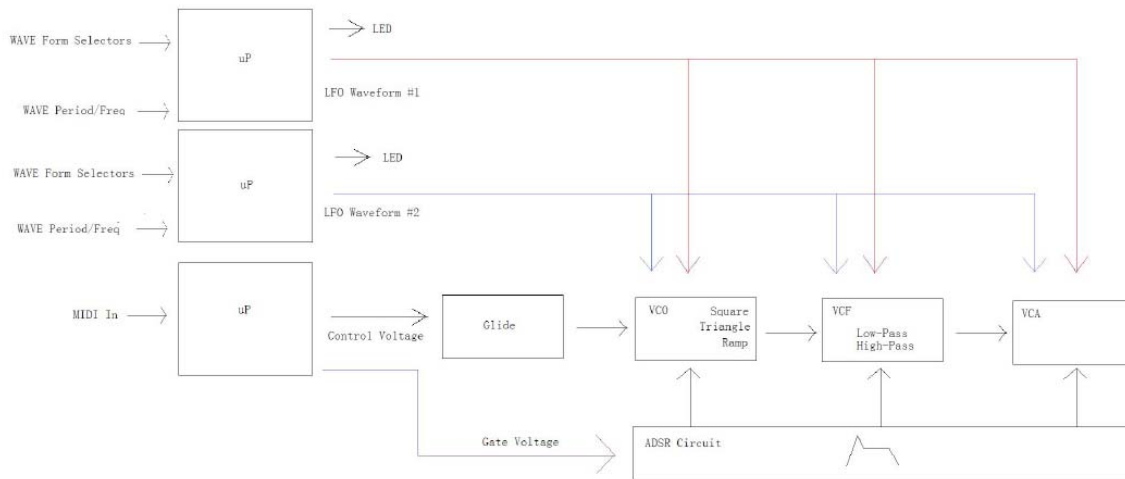 LED
WAVE Form Selectors
uP
LFO Waveform #1
WAVE Period/Freq
LED
WAVE Form Selectors
uP
LFO Waveform #2
WAVE Period/Freq
uP
MIDI In
Control Voltage
Glide
VCO
Square
Triangle
Ramp
VCF
Low-Pass
High-Pass
VCA
Gate Voltage
ADSR Circuit